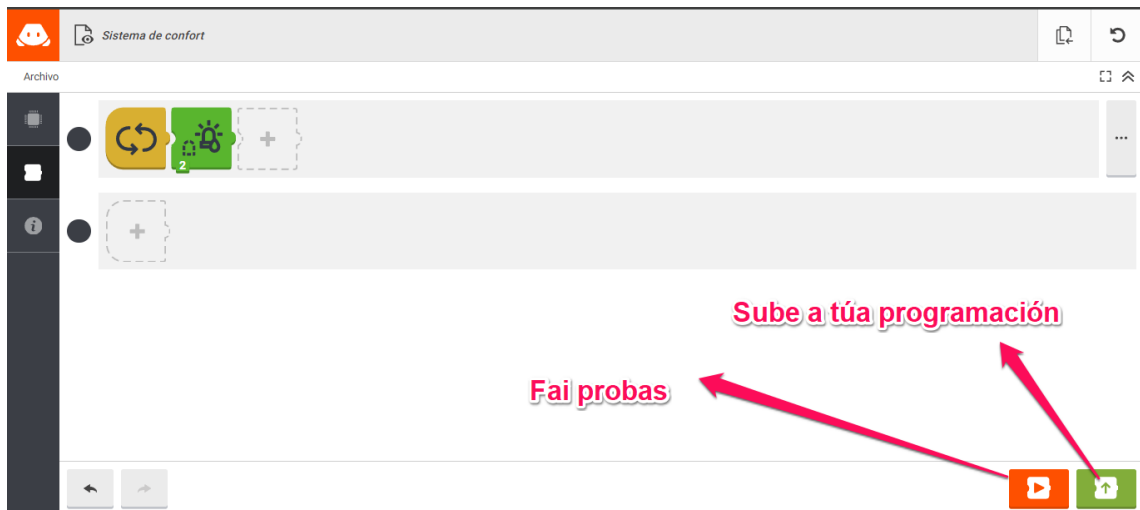 Sistema de confort
Archivo
2
Sube a túa programación
Fai probas